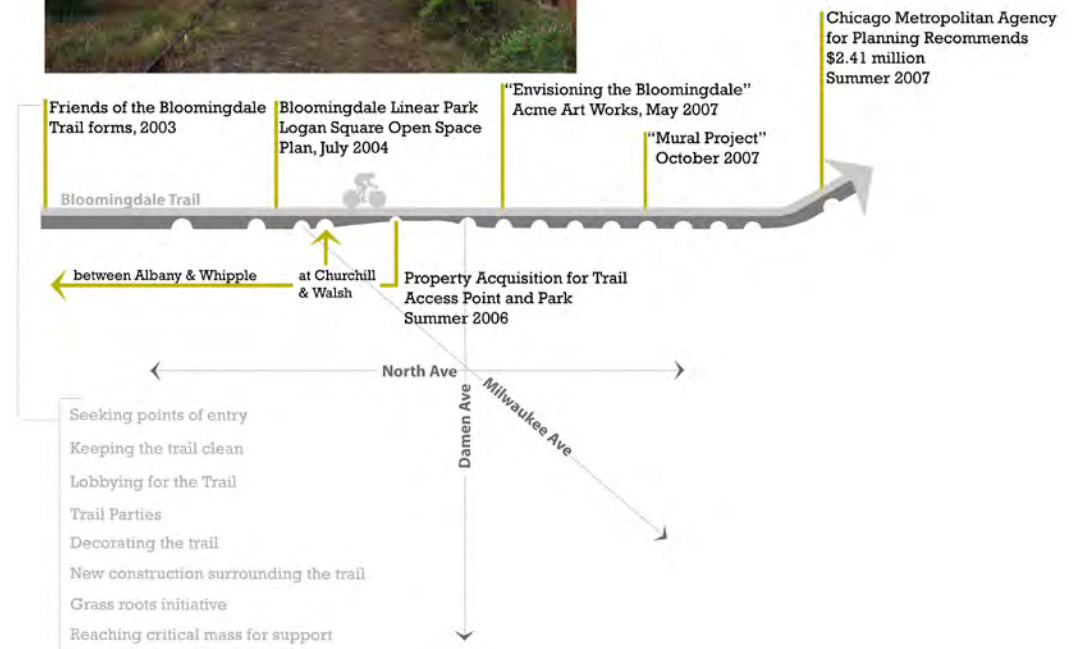 Chicago Metropolitan Agency
for Planning Recommends
$2.41 million
Summer 2007
"Envisioning the Bloomingdale"
Acme Art Works, May 2007
Friends of the Bloomingdale
Trail forms, 2003
Bloomingdale Linear Park
Logan Square Open Space
Plan, July 2004
"Mural Project"
October 2007
Bloomingdale Trail
between Albany & Whipple
at Churchill
& Walsh
Property Acquisition for Trail
Access Point and Park
Summer 2006
North Ave
Damen Ave
Milwaukee Ave
Seeking points of entry
Keeping the trail clean
Lobbying for the Trail
Trail Parties
Decorating the trail
New construction surrounding the trail
Grass roots initiative
Reaching critical mass for support